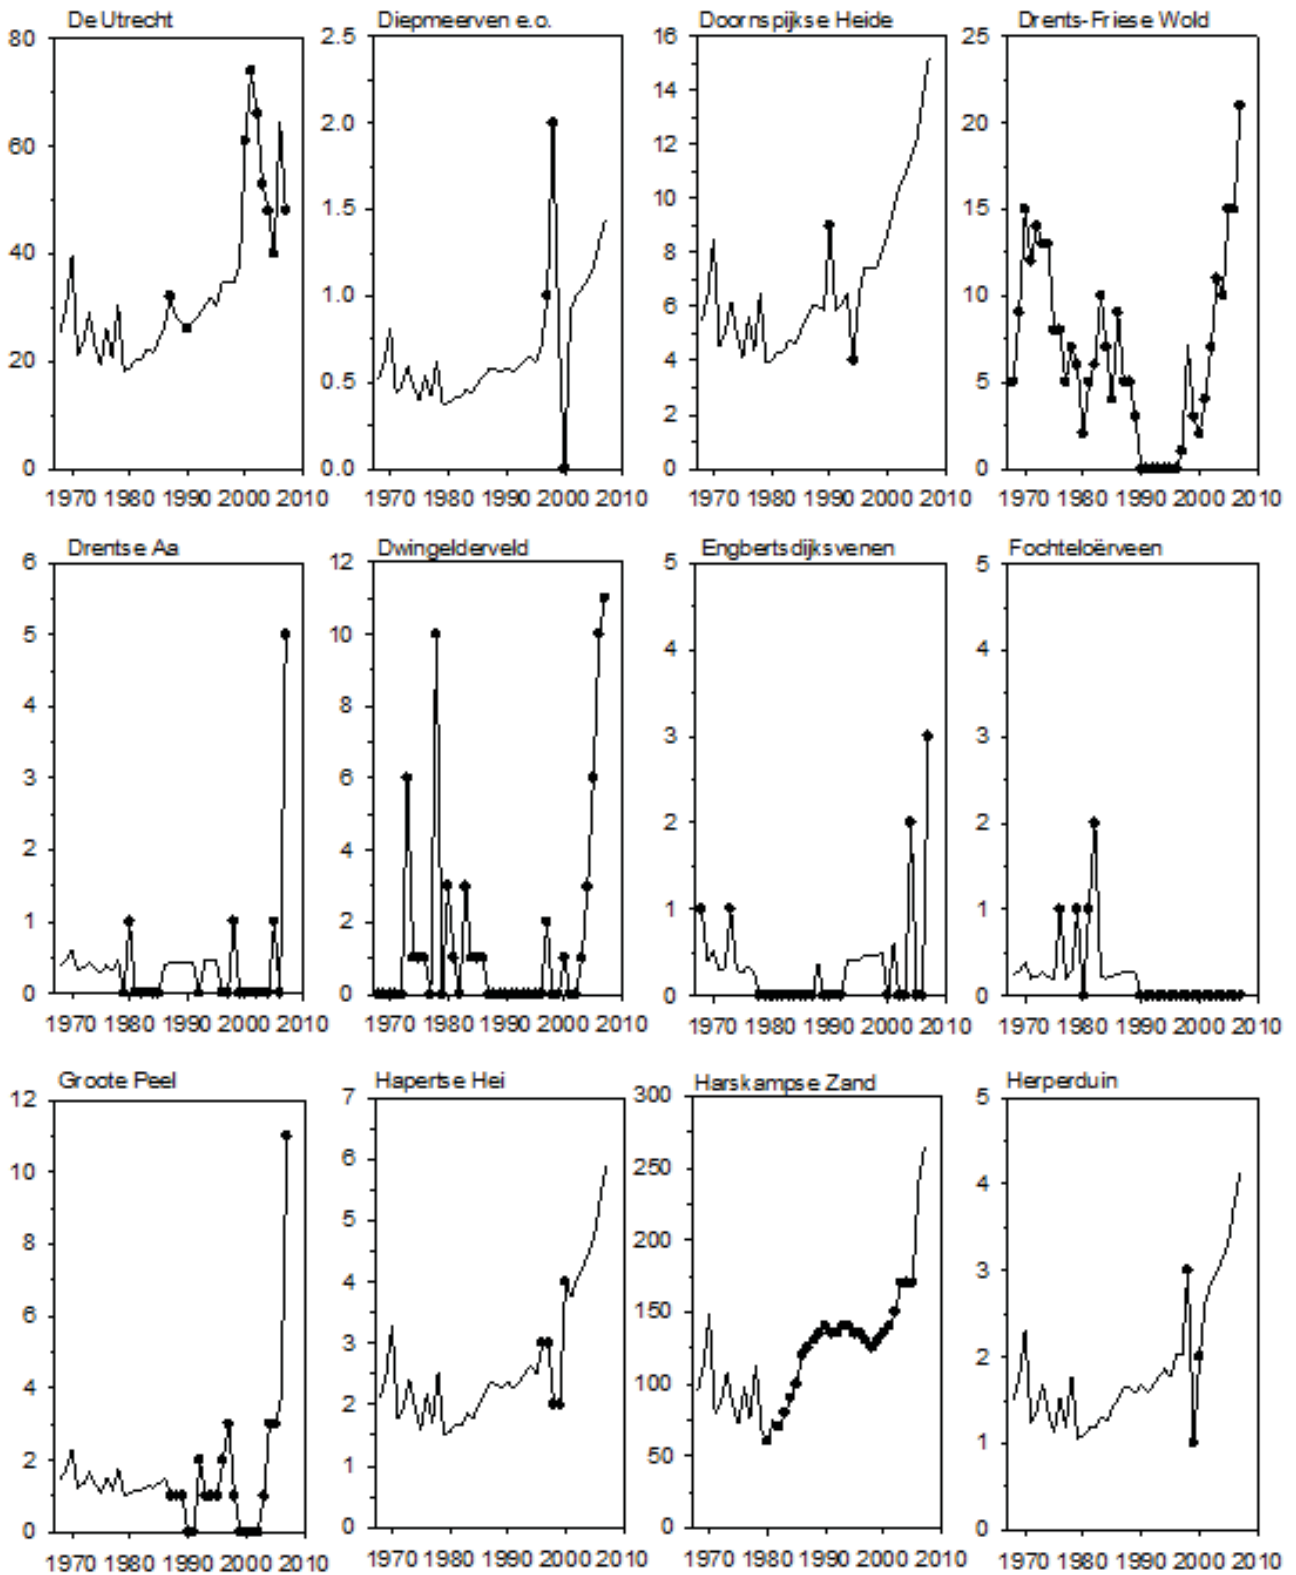 De Utrecht Diepmeerven e.o. Doornspijkse Heide Drents-Friese Wold
80 2.5 16 25
14
2.0 20
60 12
1.5 10 15
40 8
1.0 6 10
20 4
0.5 5
2
0 0.0 0 0
1970 1980 1990 2000 2010 1970 1980 1990 2000 2010 1970 1980 1990 2000 2010 1970 1980 1990 2000 2010
Drentse Aa Dwingelderveld Engbertsdijksvenen Fochteloërveen
6 12 5 5
5 10
4 4
4 8
3 3
3 6
2 2
2 4
1 2 1 1
0 0 0 0
1970 1980 1990 2000 2010 1970 1980 1990 2000 2010 1970 1980 1990 2000 2010 1970 1980 1990 2000 2010
Groote Peel Hapertse Hei Harskampse Zand Herperduin
12 7 300 5
10 6 250
4
5
8 200
4 3
6 150
3
2
4 100
2
2 1 50 1
0 0 0 0
1970 1980 1990 2000 2010 1970 1980 1990 2000 2010 1970 1980 1990 2000 2010 1970 1980 1990 2000 2010